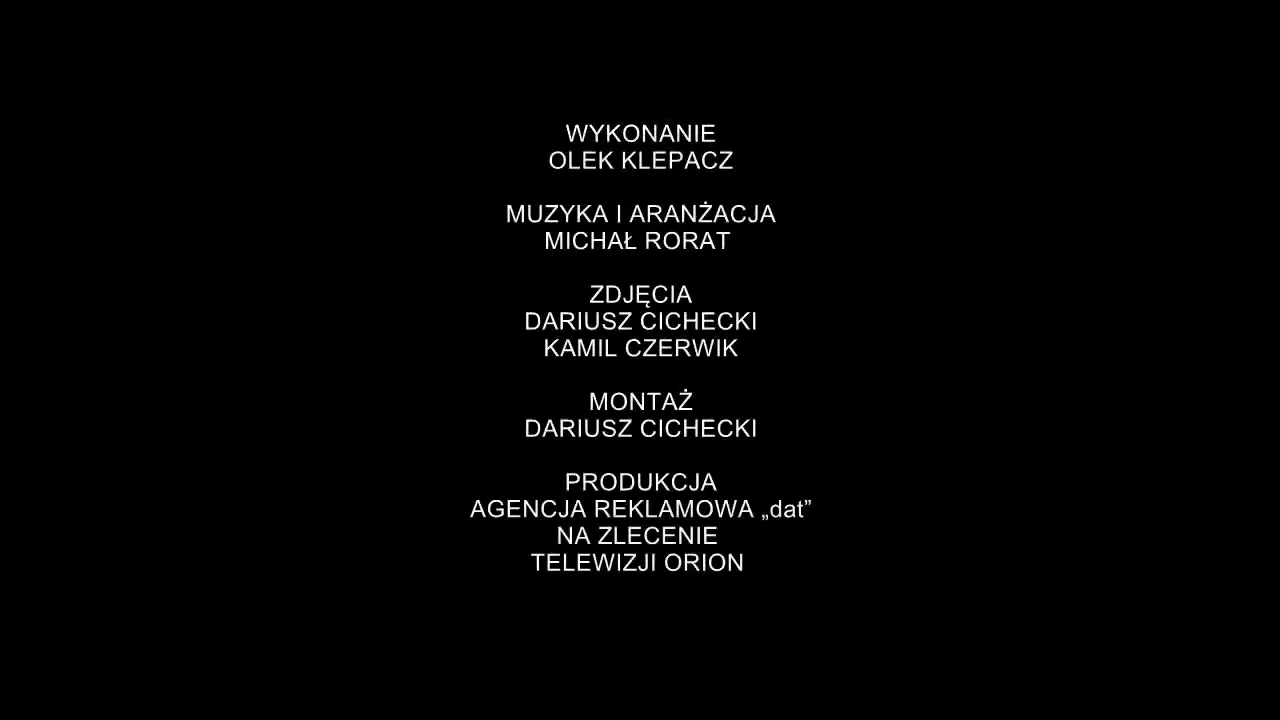 WYKONANIE
OLEK KLEPACZ
MUZYKA I ARANŻACJA
MICHAŁ RORAT
ZDJĘCIA
DARIUSZ CICHECKI
KAMIL CZERWIK
MONTAŻ
DARIUSZ CICHECKI
PRODUKCJA
AGENCJA REKLAMOWA „dat”
NA ZLECENIE
TELEWIZJI ORION